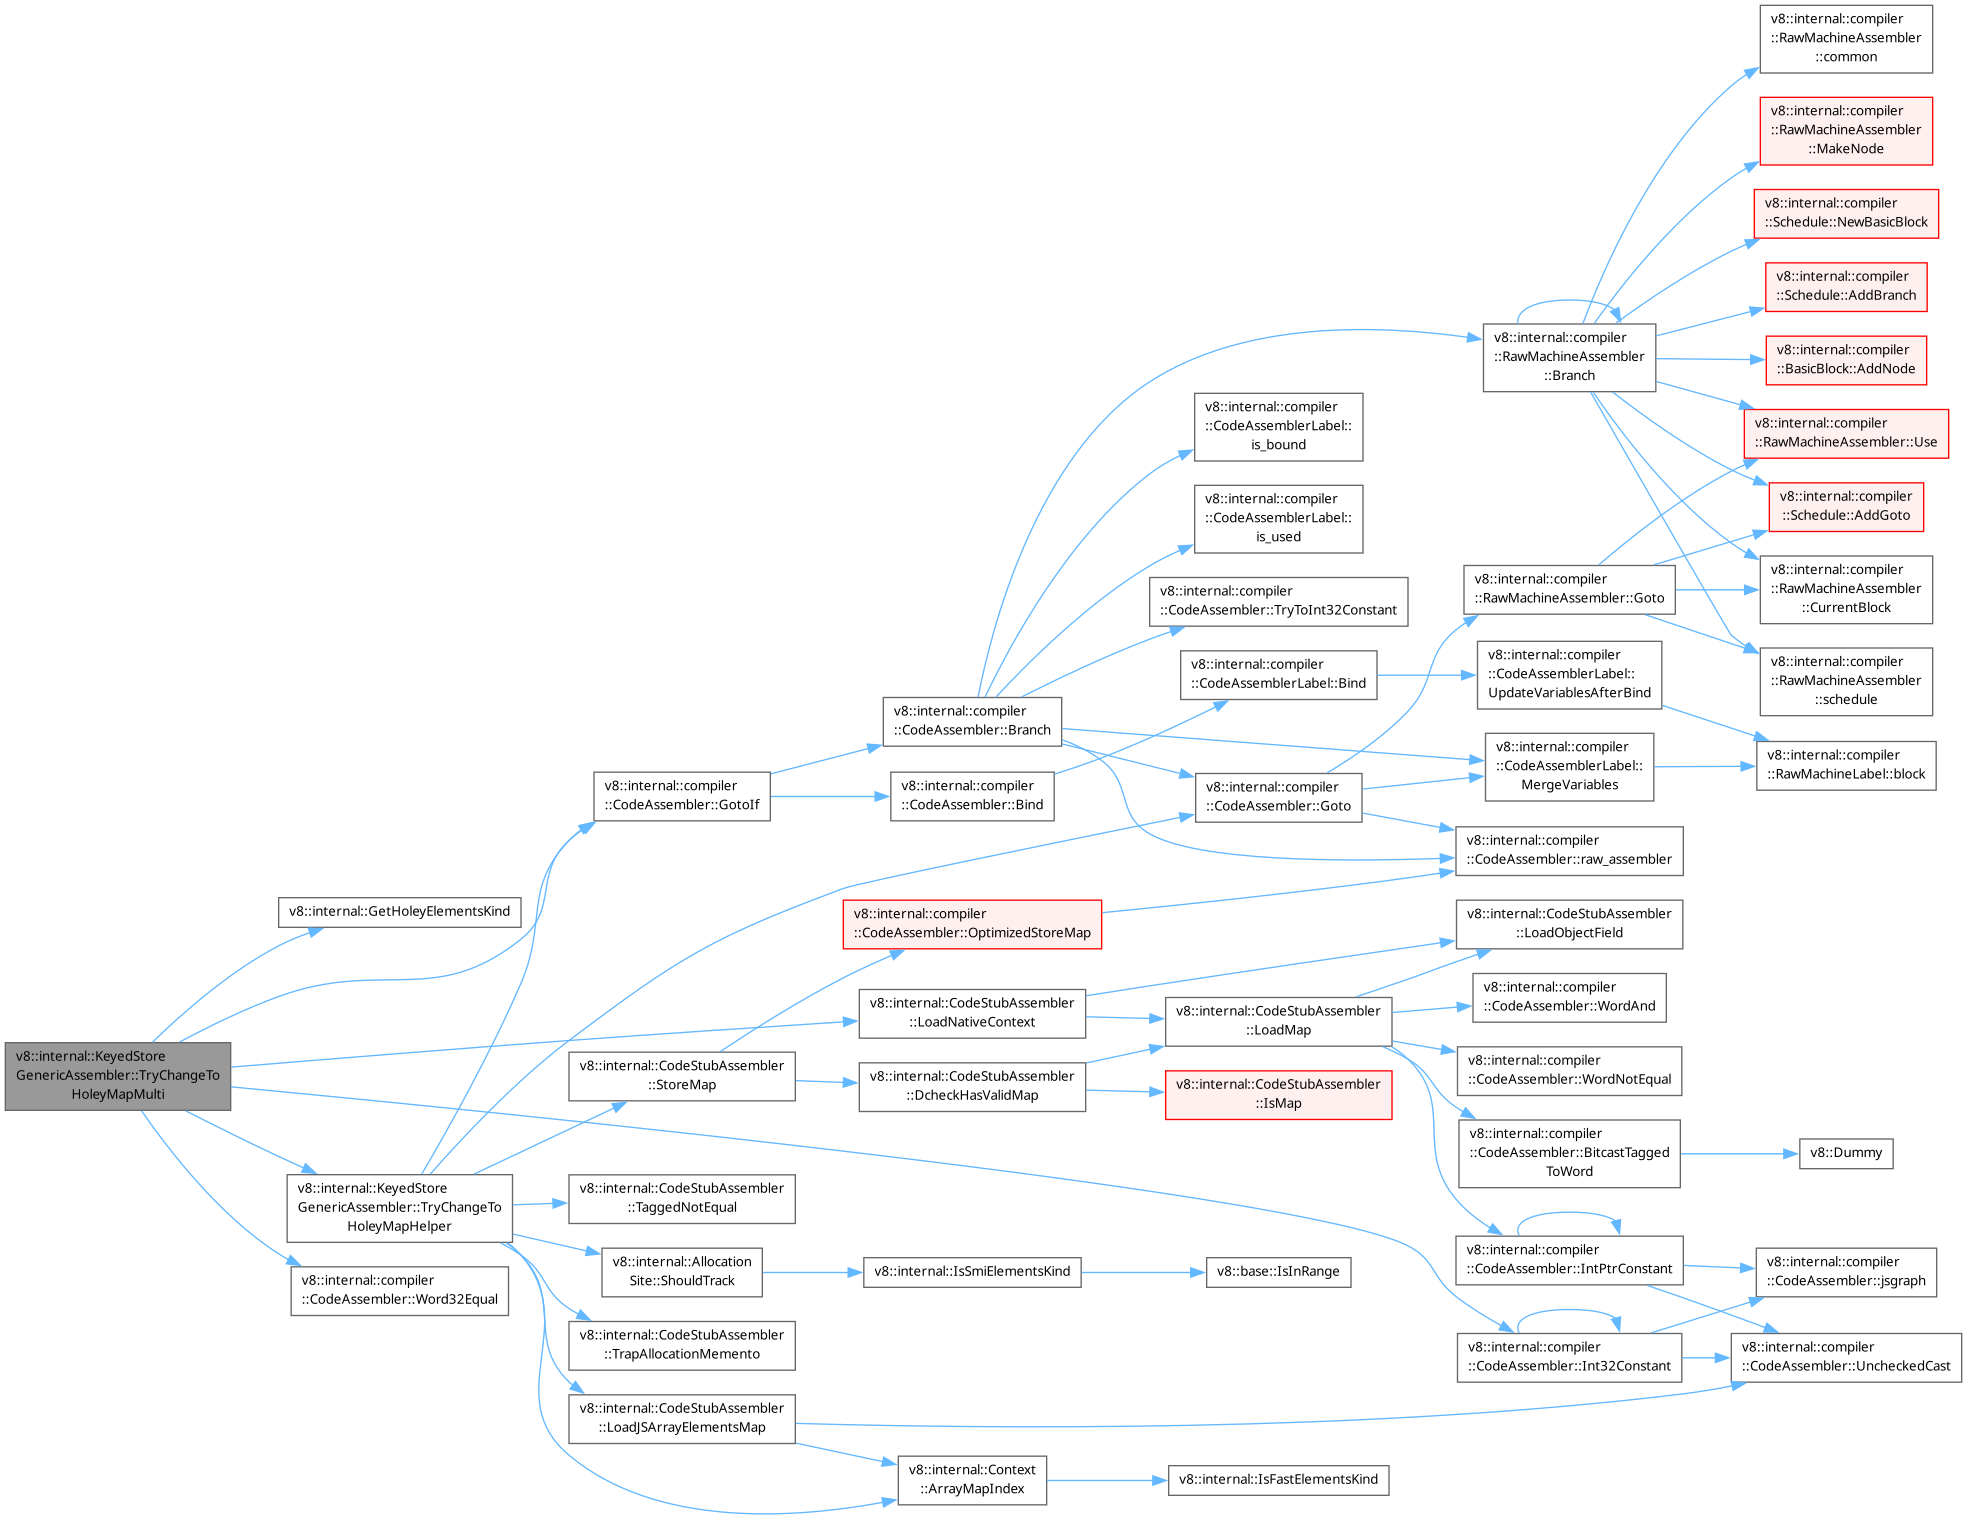 v8::internal::KeyedStore
GenericAssembler::TryChangeTo
HoleyMapMulti
v8::internal::GetHoleyElementsKind
v8::internal::KeyedStore
GenericAssembler::TryChangeTo
HoleyMapHelper
v8::internal::compiler
::CodeAssembler::Word32Equal
v8::internal::compiler
::CodeAssembler::GotoIf
v8::internal::CodeStubAssembler
::StoreMap
v8::internal::CodeStubAssembler
::TaggedNotEqual
v8::internal::Allocation
Site::ShouldTrack
v8::internal::CodeStubAssembler
::TrapAllocationMemento
v8::internal::CodeStubAssembler
::LoadJSArrayElementsMap
v8::internal::compiler
::CodeAssembler::Branch
v8::internal::compiler
::CodeAssembler::Bind
v8::internal::compiler
::CodeAssembler::OptimizedStoreMap
v8::internal::CodeStubAssembler
::LoadNativeContext
v8::internal::CodeStubAssembler
::DcheckHasValidMap
v8::internal::IsSmiElementsKind
v8::internal::Context
::ArrayMapIndex
v8::internal::compiler
::CodeAssemblerLabel::
is_bound
v8::internal::compiler
::CodeAssemblerLabel::
is_used
v8::internal::compiler
::CodeAssembler::TryToInt32Constant
v8::internal::compiler
::CodeAssemblerLabel::Bind
v8::internal::compiler
::CodeAssembler::Goto
v8::internal::CodeStubAssembler
::LoadMap
v8::internal::CodeStubAssembler
::IsMap
v8::base::IsInRange
v8::internal::IsFastElementsKind
v8::internal::compiler
::RawMachineAssembler
::Branch
v8::internal::compiler
::RawMachineAssembler::Goto
v8::internal::compiler
::CodeAssemblerLabel::
UpdateVariablesAfterBind
v8::internal::compiler
::CodeAssemblerLabel::
MergeVariables
v8::internal::compiler
::CodeAssembler::raw_assembler
v8::internal::CodeStubAssembler
::LoadObjectField
v8::internal::compiler
::CodeAssembler::WordAnd
v8::internal::compiler
::CodeAssembler::WordNotEqual
v8::internal::compiler
::CodeAssembler::BitcastTagged
ToWord
v8::internal::compiler
::CodeAssembler::IntPtrConstant
v8::internal::compiler
::CodeAssembler::Int32Constant
v8::internal::compiler
::RawMachineAssembler
::common
v8::internal::compiler
::RawMachineAssembler
::MakeNode
v8::internal::compiler
::Schedule::NewBasicBlock
v8::internal::compiler
::Schedule::AddBranch
v8::internal::compiler
::BasicBlock::AddNode
v8::internal::compiler
::RawMachineAssembler::Use
v8::internal::compiler
::Schedule::AddGoto
v8::internal::compiler
::RawMachineAssembler
::CurrentBlock
v8::internal::compiler
::RawMachineAssembler
::schedule
v8::internal::compiler
::RawMachineLabel::block
v8::Dummy
v8::internal::compiler
::CodeAssembler::jsgraph
v8::internal::compiler
::CodeAssembler::UncheckedCast